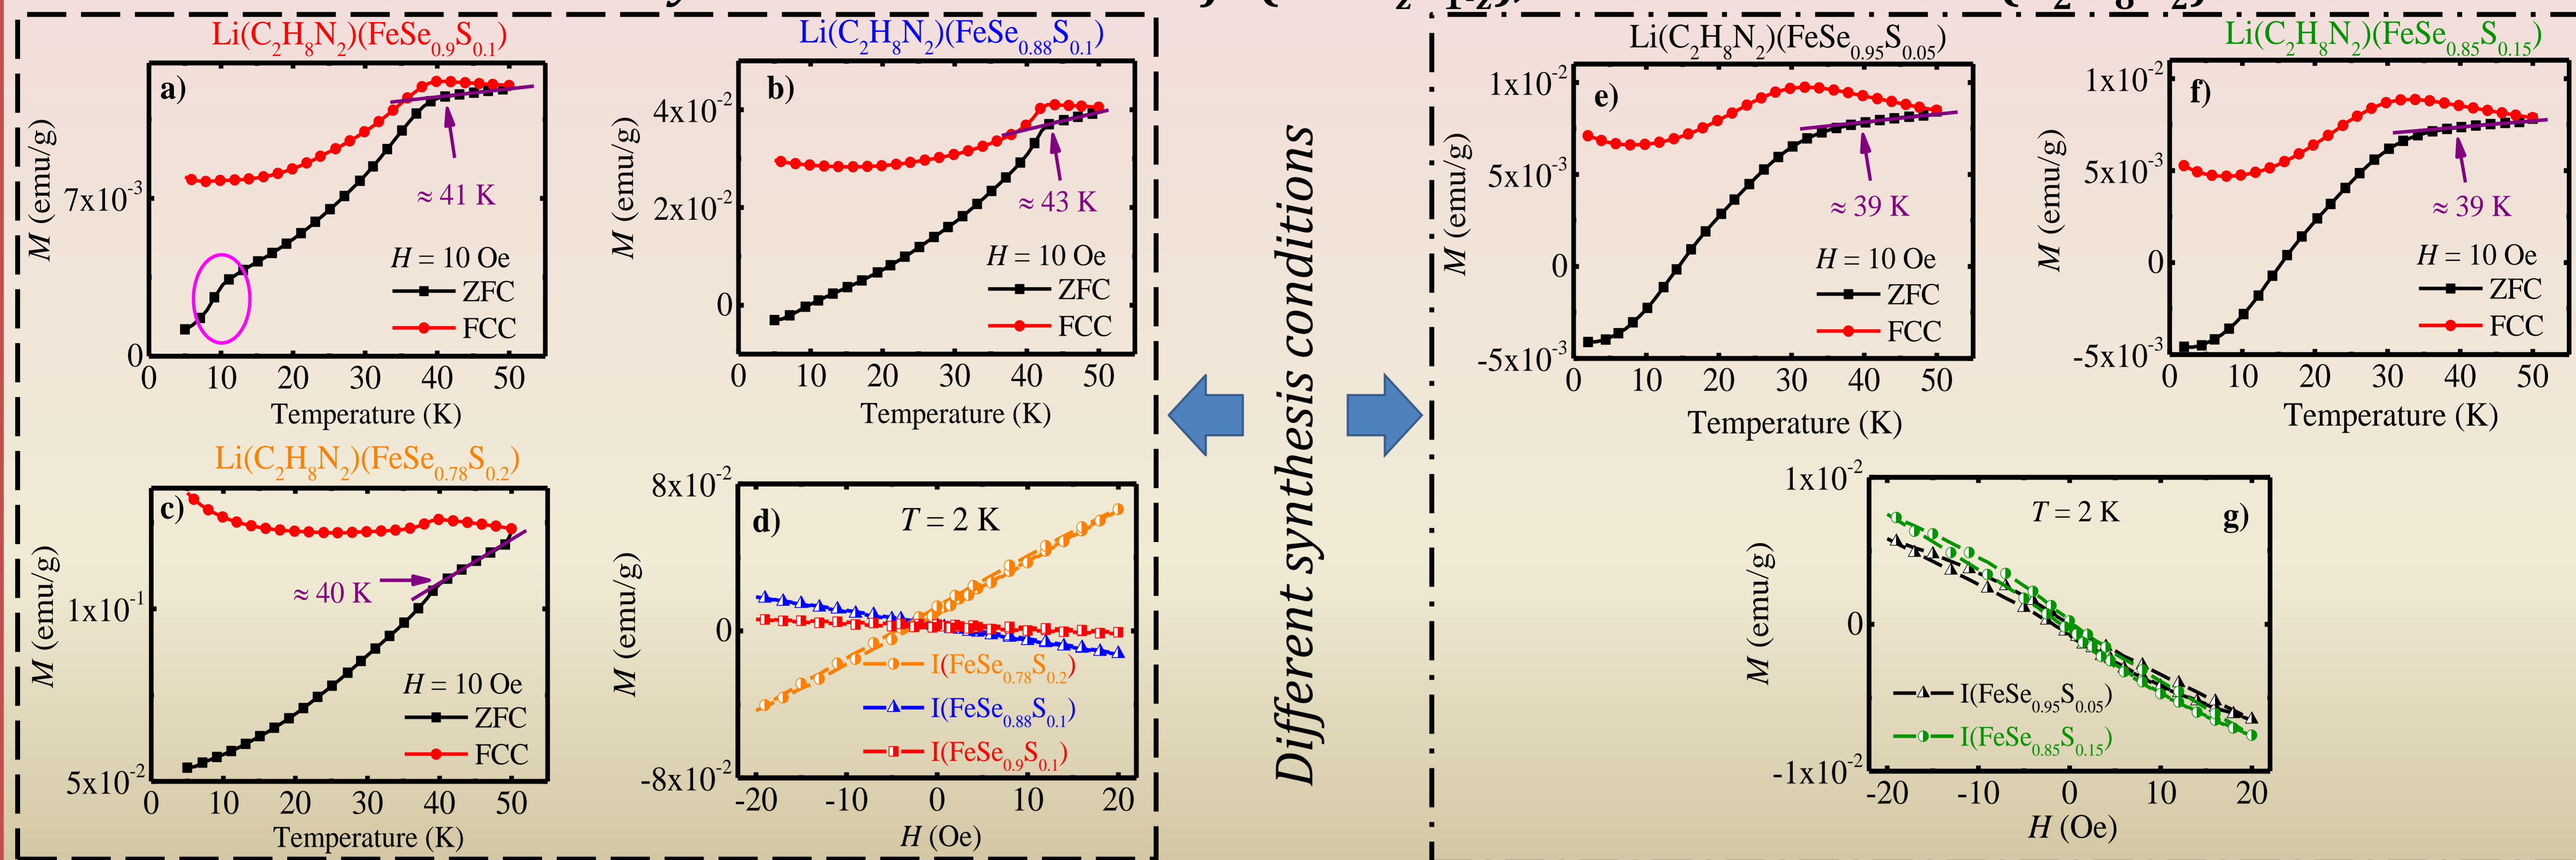 Li(C2H8N2)(FeSe0.9S0.1)
a)
M (emu/g)
7x10-3
0
≈ 41 K
H = 10 Oe
ZFC
FCC
0 10 20 30 40 50
Temperature (K)
Li(C2H8N2)(FeSe0.88S0.1)
b)
M (emu/g)
4x10-2
2x10-2
0
≈ 43 K
H = 10 Oe
ZFC
FCC
0 10 20 30 40 50
Temperature (K)
Li(C2H8N2)(FeSe0.78S0.2)
c)
M (emu/g)
1x10-1
5x10-2
≈ 40 K
H = 10 Oe
ZFC
FCC
0 10 20 30 40 50
Temperature (K)
d)
T = 2 K
M (emu/g)
8x10-2
0
-8x10-2
I(FeSe0.78S0.2)
I(FeSe0.88S0.1)
I(FeSe0.9S0.1)
-20 -10 0 10 20
H (Oe)
Different synthesis conditions
Li(C2H8N2)(FeSe0.95S0.05)
e)
M (emu/g)
1x10-2
5x10-3
0
-5x10-3
≈ 39 K
H = 10 Oe
ZFC
FCC
0 10 20 30 40 50
Temperature (K)
Li(C2H8N2)(FeSe0.85S0.15)
f)
M (emu/g)
1x10-2
5x10-3
0
-5x10-3
≈ 39 K
H = 10 Oe
ZFC
FCC
0 10 20 30 40 50
Temperature (K)
g)
T = 2 K
M (emu/g)
1x10-2
0
-1x10-2
I(FeSe0.95S0.05)
I(FeSe0.85S0.15)
-20 -10 0 10 20
H (Oe)